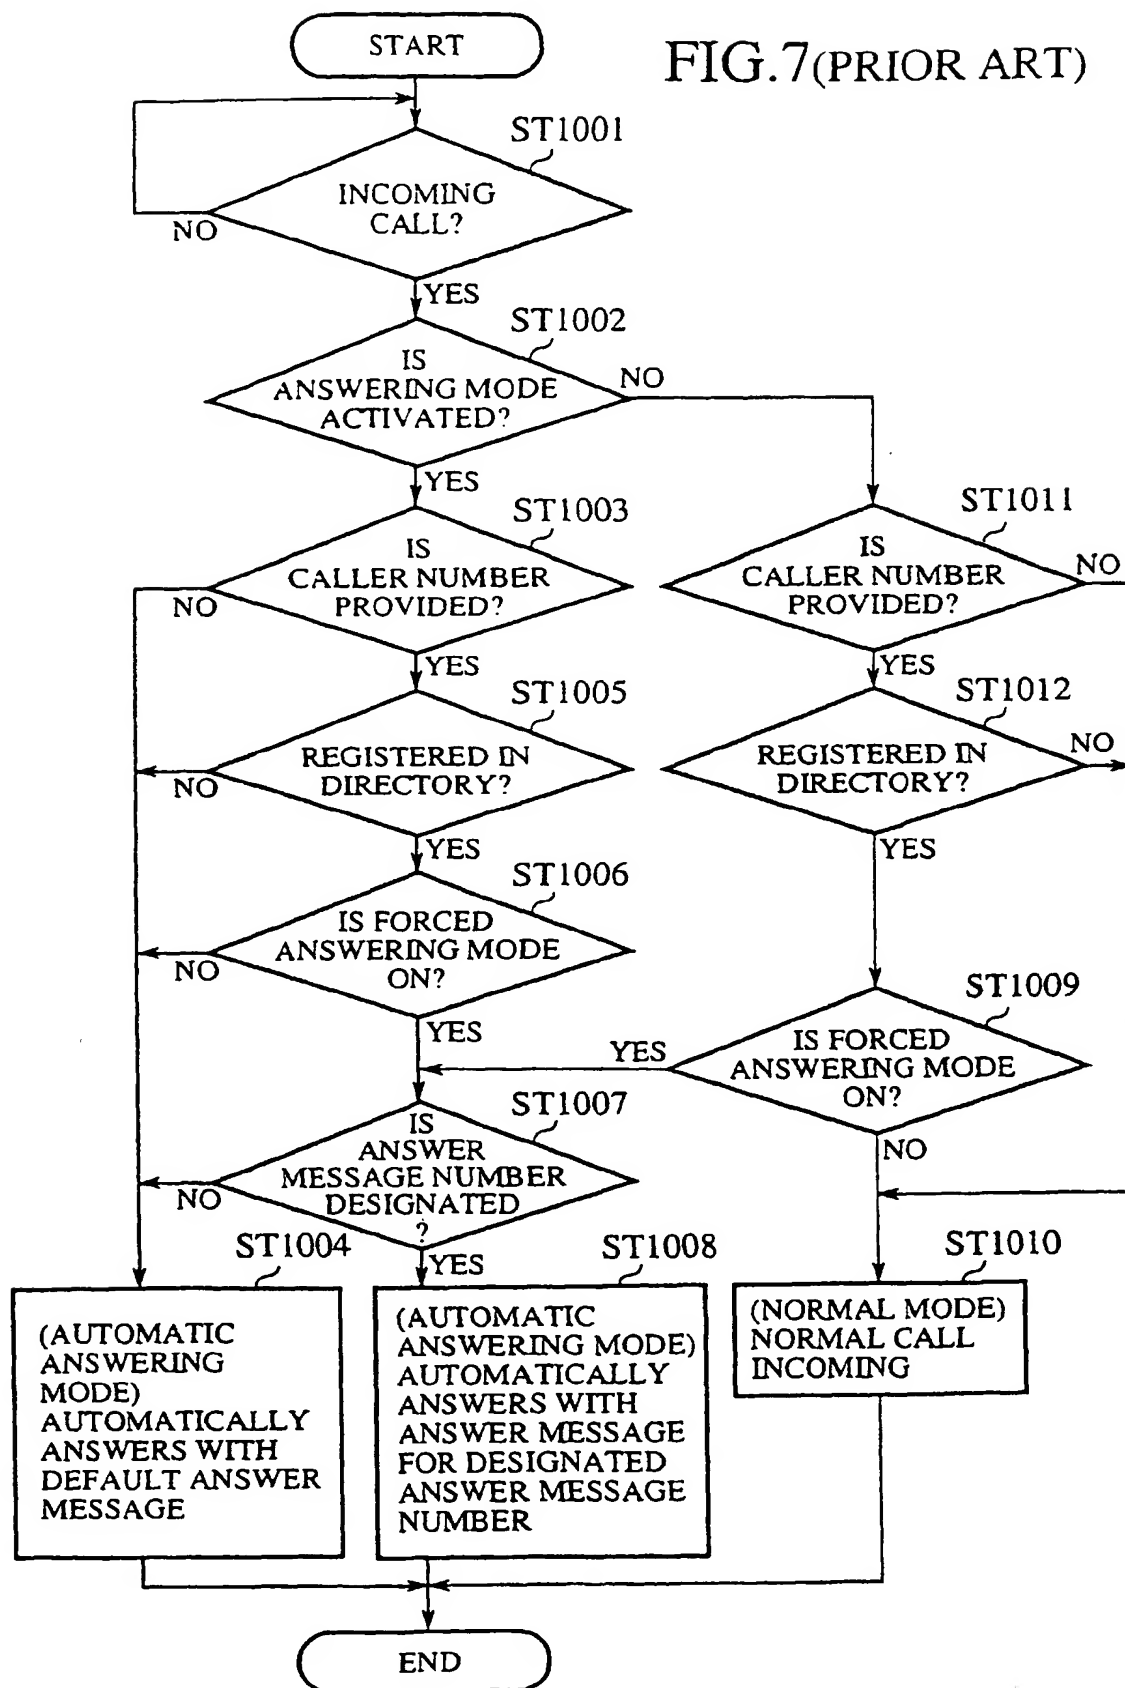 START
FIG.7(PRIOR ART)
ST1001
INCOMING
CALL?
NO
YES
ST1002
IS
ANSWERING MODE
ACTIVATED?
NO
YES
ST1003
IS
CALLER NUMBER
PROVIDED?
NO
YES
ST1011
IS
CALLER NUMBER
PROVIDED?
NO
YES
ST1005
REGISTERED IN
DIRECTORY?
NO
YES
ST1012
REGISTERED IN
DIRECTORY?
NO
YES
ST1006
IS FORCED
ANSWERING MODE
ON?
NO
YES
ST1009
IS FORCED
ANSWERING MODE
ON?
YES
NO
ST1007
IS
ANSWER
MESSAGE NUMBER
DESIGNATED
?
NO
YES
ST1004
(AUTOMATIC
ANSWERING
MODE)
AUTOMATICALLY
ANSWERS WITH
DEFAULT ANSWER
MESSAGE
ST1008
(AUTOMATIC
ANSWERING MODE)
AUTOMATICALLY
ANSWERS WITH
ANSWER MESSAGE
FOR DESIGNATED
ANSWER MESSAGE
NUMBER
ST1010
(NORMAL MODE)
NORMAL CALL
INCOMING
END